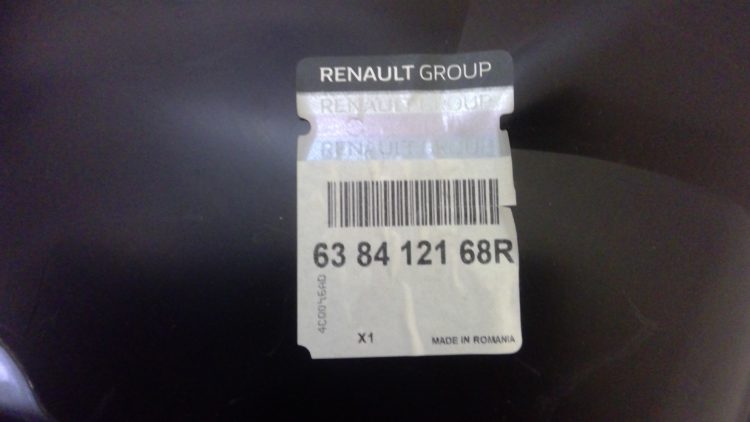 RENAULT GROUP
RENAULT GROUP
RENAULT GROUP
63 84 121 68R
X1
MADE IN ROMANIA